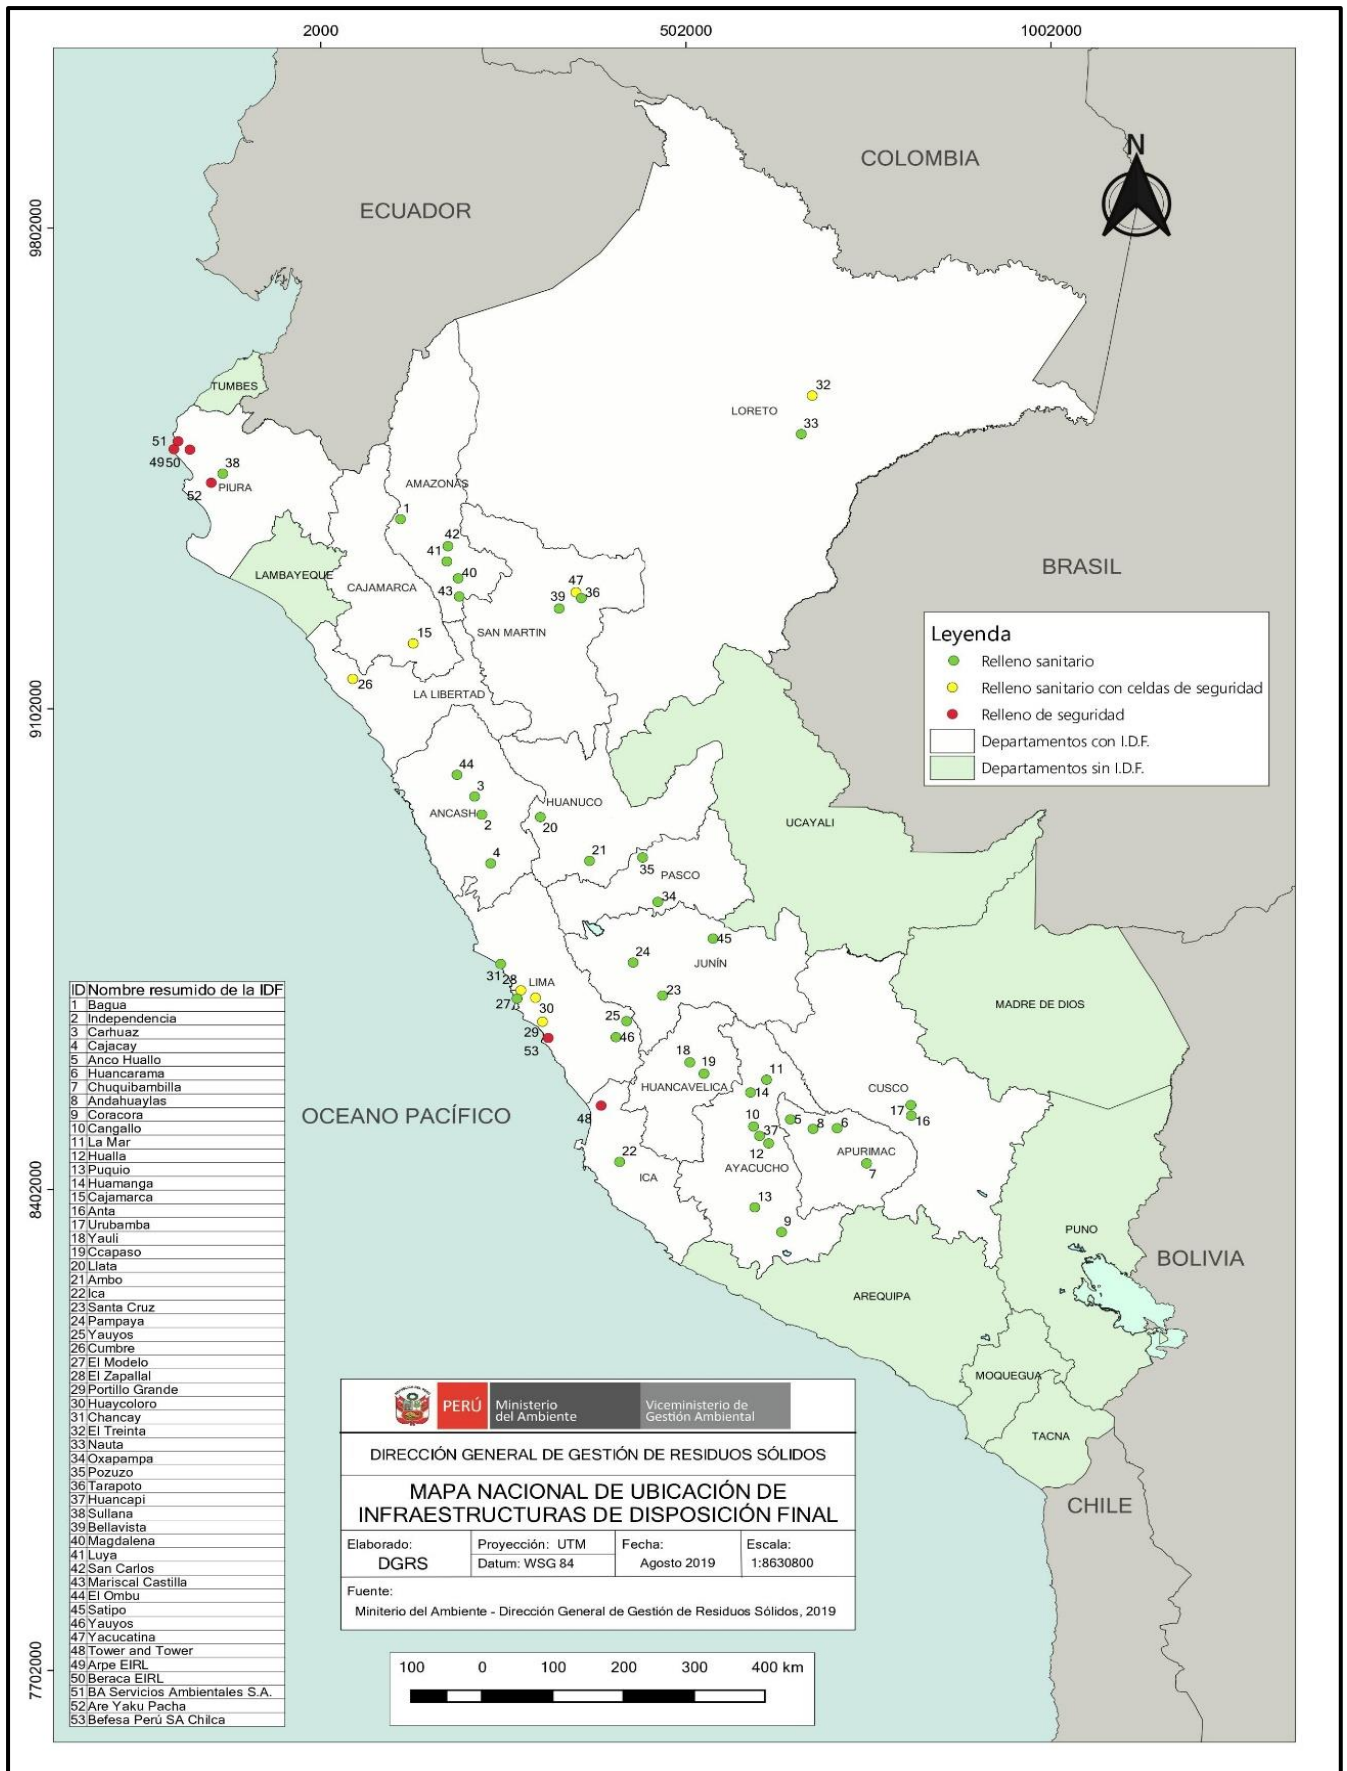 2000
502000
1002000
9802000
9102000
8402000
7702000
COLOMBIA
ECUADOR
N
TUMBES
32
LORETO
33
51
49
50
38
52
PIURA
AMAZONAS
1
42
41
BRASIL
LAMBAYEQUE
40
CAJAMARCA
43
47
36
39
15
SAN MARTIN
26
LA LIBERTAD
Leyenda
Relleno sanitario
Relleno sanitario con celdas de seguridad
Relleno de seguridad
Departamentos con I.D.F.
Departamentos sin I.D.F.
44
3
HUANUCO
ANCASH
2
20
UCAYALI
4
21
35
PASCO
34
45
24
JUNÍN
31
28
LIMA
23
27
30
MADRE DE DIOS
29
25
53
46
18
19
11
HUANCAVELICA
14
CUSCO
OCEANO PACÍFICO
48
17
16
10
5
37
8
6
12
22
AYACUCHO
APURIMAC
ICA
7
13
9
PUNO
BOLIVIA
AREQUIPA
MOQUEGUA
TACNA
CHILE
ID Nombre resumido de la IDF
1 Bagua
2 Independencia
3 Carhuaz
4 Cajacay
5 Anco Huallo
6 Huancarama
7 Chuquibambilla
8 Andahuaylas
9 Coracora
10 Cangallo
11 La Mar
12 Hualla
13 Puquio
14 Huamanga
15 Cajamarca
16 Anta
17 Urubamba
18 Yauli
19 Ccapaso
20 Llata
21 Ambo
22 Ica
23 Santa Cruz
24 Pampaya
25 Yauyos
26 Cumbre
27 El Modelo
28 El Zapallal
29 Portillo Grande
30 Huaycoloro
31 Chancay
32 El Treinta
33 Nauta
34 Oxapampa
35 Pozuzo
36 Tarapoto
37 Huancapi
38 Sullana
39 Bellavista
40 Magdalena
41 Luya
42 San Carlos
43 Mariscal Castilla
44 El Ombu
45 Satipo
46 Yauyos
47 Yacucatina
48 Tower and Tower
49 Arpe EIRL
50 Beraca EIRL
51 BA Servicios Ambientales S.A.
52 Are Yaku Pacha
53 Befesa Perú SA Chilca
PERÚ
Ministerio
del Ambiente
Viceministerio de
Gestión Ambiental
DIRECCIÓN GENERAL DE GESTIÓN DE RESIDUOS SÓLIDOS
MAPA NACIONAL DE UBICACIÓN DE
INFRAESTRUCTURAS DE DISPOSICIÓN FINAL
Elaborado:
DGRS
Proyección: UTM
Datum: WSG 84
Fecha:
Agosto 2019
Escala:
1:8630800
Fuente:
Miniterio del Ambiente - Dirección General de Gestión de Residuos Sólidos, 2019
100 0 100 200 300 400 km